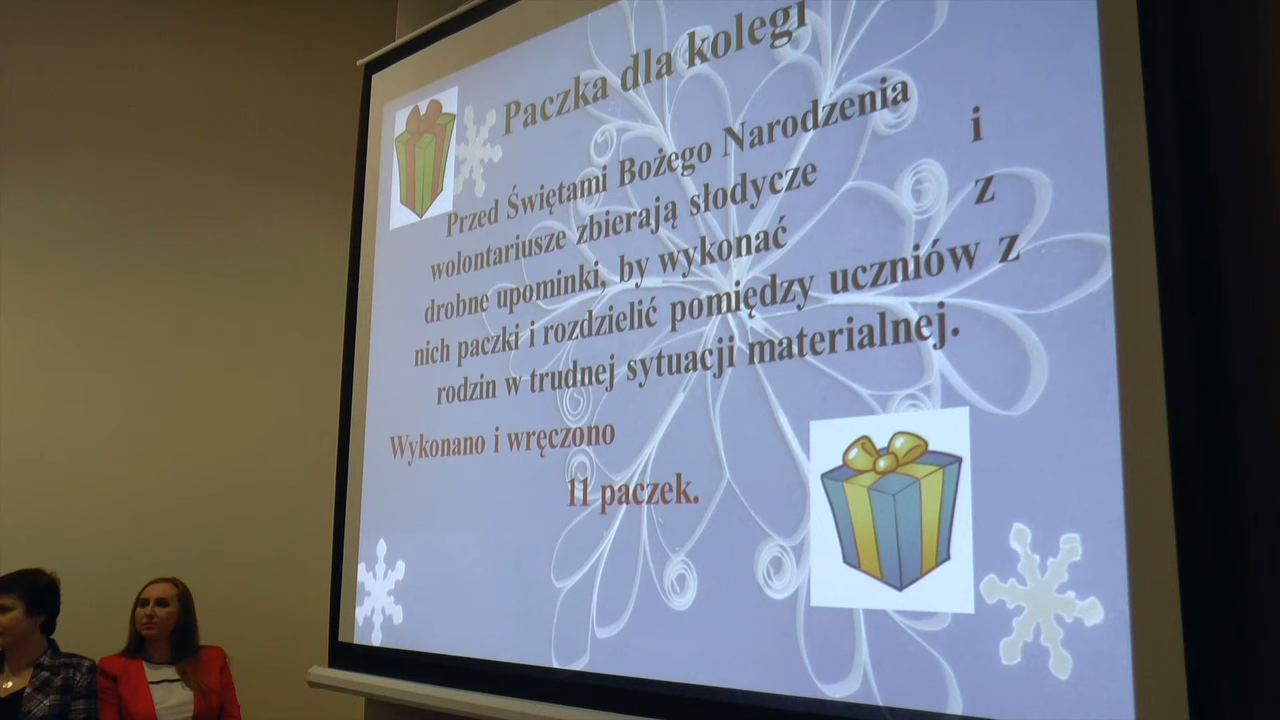 Paczka dla kolegi
Przed Świętami Bożego Narodzenia
wolontariusze zbierają słodycze i
drobne upominki, by wykonać z
nich paczki i rozdzielić pomiędzy uczniów z
rodzin w trudnej sytuacji materialnej.
Wykonano i wręczono
11 paczek.